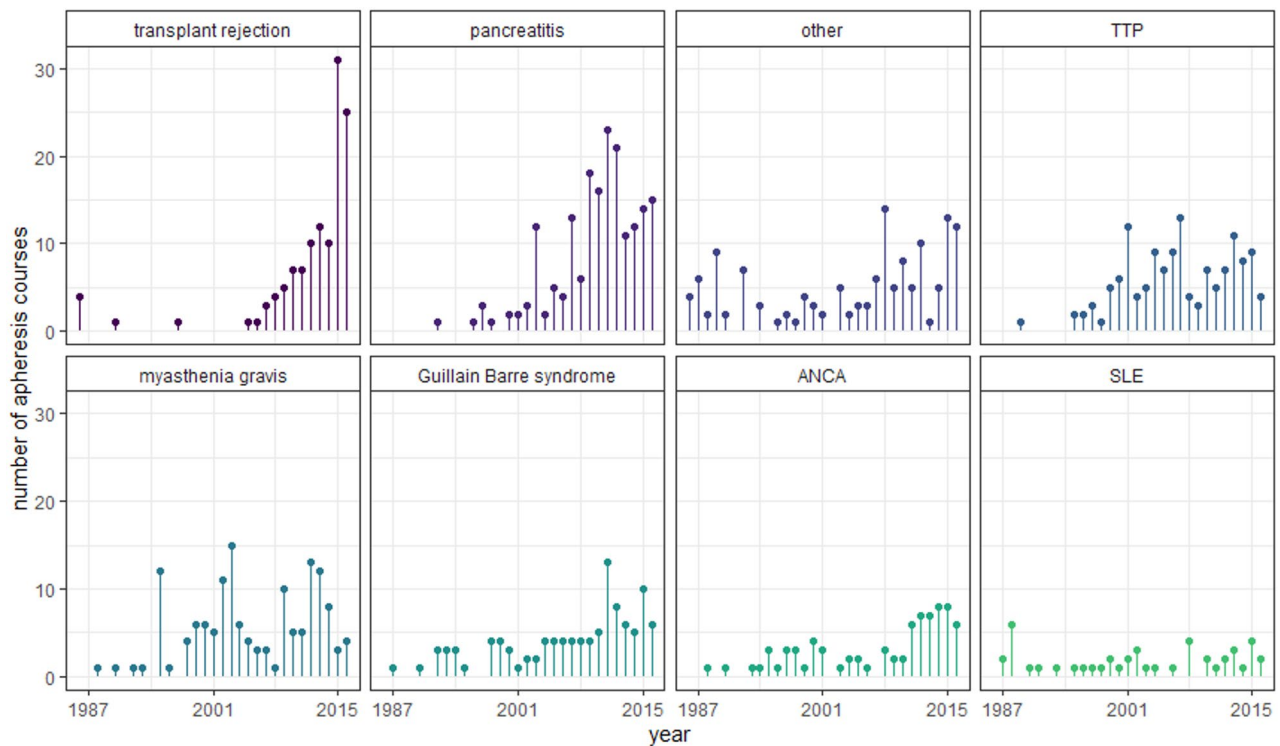 transplant rejection
pancreatitis
other
TTP
30
20
10
0
myasthenia gravis
Guillain Barre syndrome
ANCA
SLE
30
20
10
0
1987 2001 2015
1987 2001 2015
1987 2001 2015
1987 2001 2015
number of apheresis courses
year